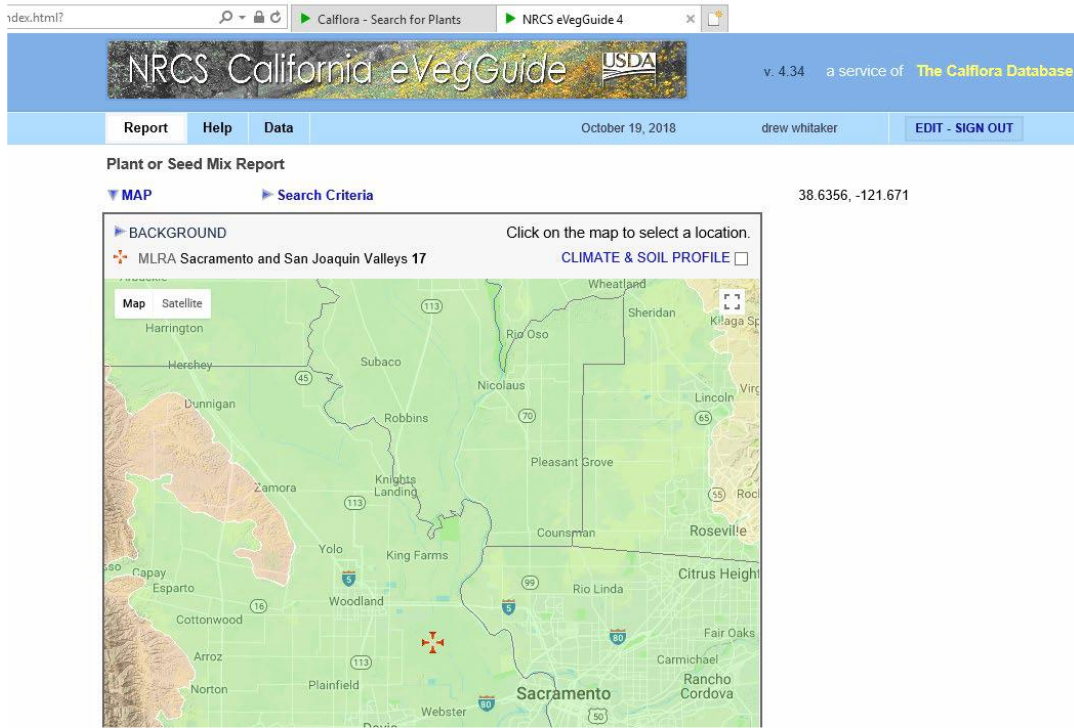 ndex.html?
Calflora - Search for Plants
NRCS eVegGuide 4
NRCS California eVegGuide USDA
v. 4.34 a service of The Calflora Database
Report Help Data October 19, 2018 drew whitaker EDIT - SIGN OUT
Plant or Seed Mix Report
MAP Search Criteria 38.6356, -121.671
BACKGROUND Click on the map to select a location.
MLRA Sacramento and San Joaquin Valleys 17 CLIMATE & SOIL PROFILE
Wheatland
Map Satellite 113 Sheridan
Harrington Rio Oso Kilaga Sp
Hershey Subaco
45 Nicolaus
Dunnigan Lincoln
Robbins 70 65
Pleasant Grove
Zamora Knights
Landing
113 65 Roc
Counsman Roseville
Yolo King Farms
Capay 5 99 Citrus Height
Esparto Rio Linda
16 Woodland 5
Cottonwood 80 Fair Oaks
Arroz 113 Carmichael
Norton Plainfield Rancho
Cordova
Sacramento
Webster 80 50
Davis